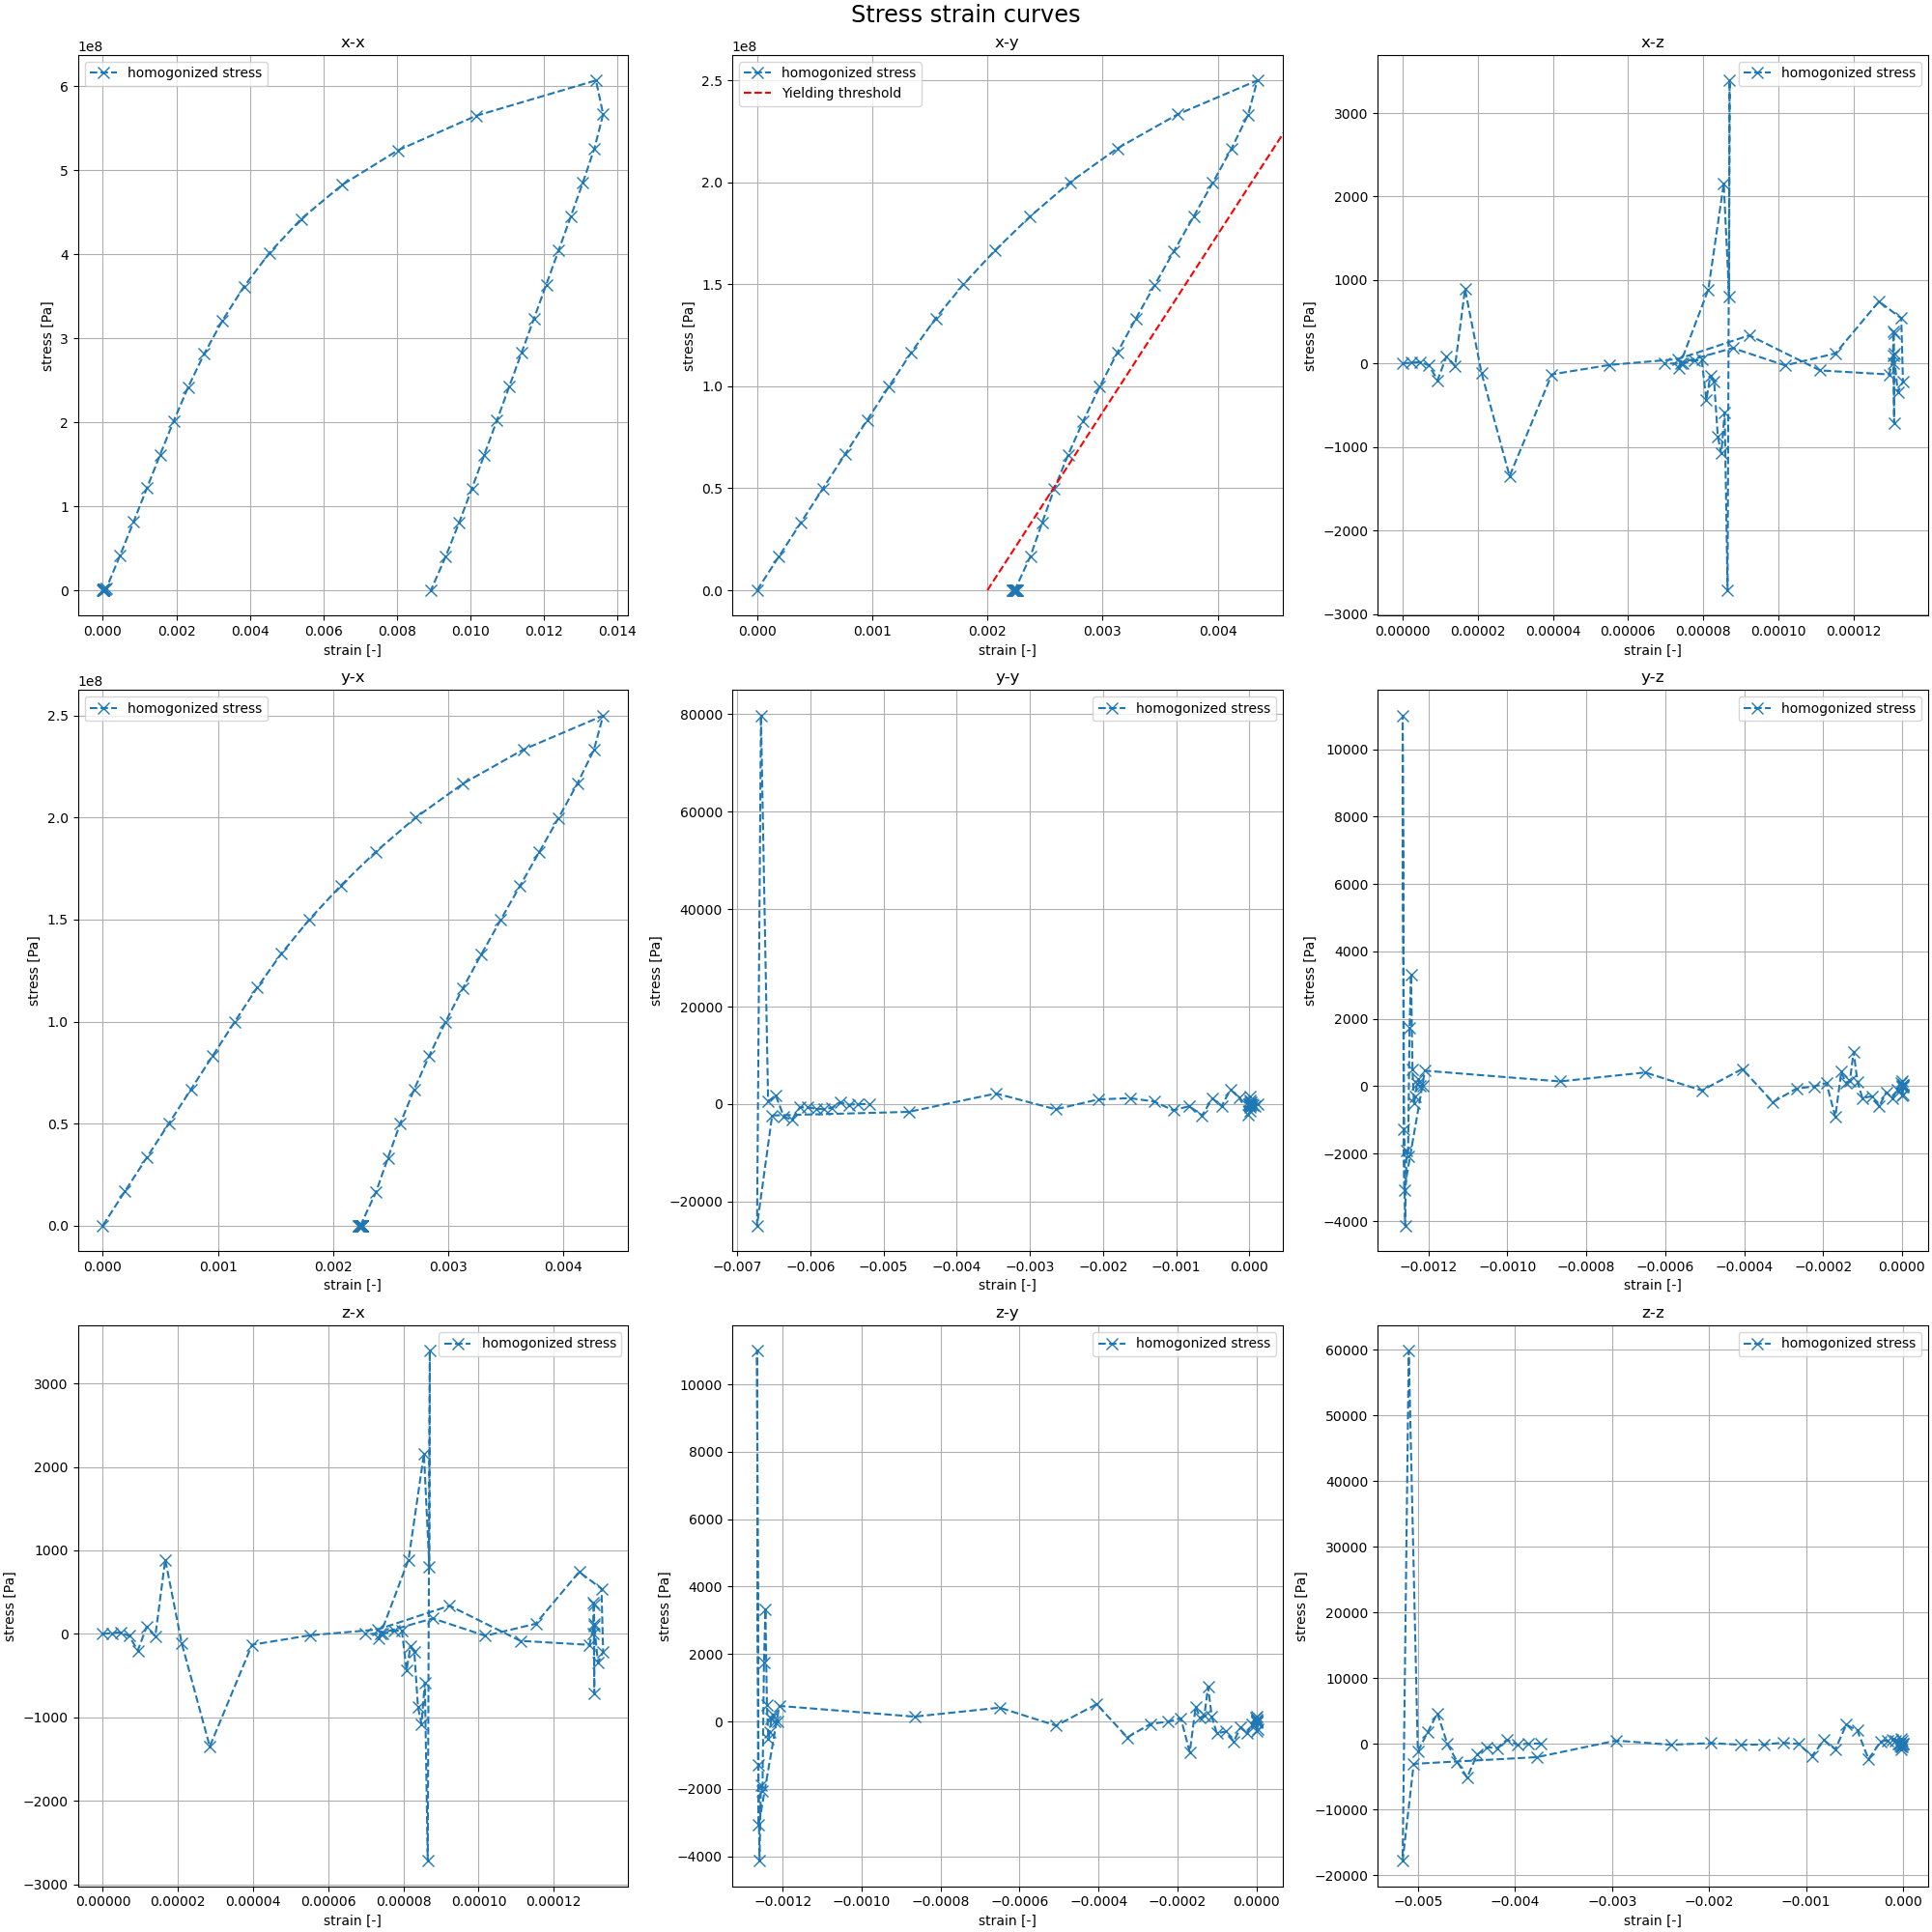 Stress strain curves
x-x
1e8
homogonized stress
6
5
4
3
2
1
0
stress [Pa]
0.000 0.002 0.004 0.006 0.008 0.010 0.012 0.014
strain [-]
x-y
1e8
homogonized stress
Yielding threshold
2.5
2.0
1.5
1.0
0.5
0.0
stress [Pa]
0.000 0.001 0.002 0.003 0.004
strain [-]
x-z
homogonized stress
3000
2000
1000
0
−1000
−2000
−3000
stress [Pa]
0.00000 0.00002 0.00004 0.00006 0.00008 0.00010 0.00012
strain [-]
y-x
1e8
homogonized stress
2.5
2.0
1.5
1.0
0.5
0.0
stress [Pa]
0.000 0.001 0.002 0.003 0.004
strain [-]
y-y
homogonized stress
80000
60000
40000
20000
0
−20000
stress [Pa]
−0.007 −0.006 −0.005 −0.004 −0.003 −0.002 −0.001 0.000
strain [-]
y-z
homogonized stress
10000
8000
6000
4000
2000
0
−2000
−4000
stress [Pa]
−0.0012 −0.0010 −0.0008 −0.0006 −0.0004 −0.0002 0.0000
strain [-]
z-x
homogonized stress
3000
2000
1000
0
−1000
−2000
−3000
stress [Pa]
0.00000 0.00002 0.00004 0.00006 0.00008 0.00010 0.00012
strain [-]
z-y
homogonized stress
10000
8000
6000
4000
2000
0
−2000
−4000
stress [Pa]
−0.0012 −0.0010 −0.0008 −0.0006 −0.0004 −0.0002 0.0000
strain [-]
z-z
homogonized stress
60000
50000
40000
30000
20000
10000
0
−10000
−20000
stress [Pa]
−0.005 −0.004 −0.003 −0.002 −0.001 0.000
strain [-]